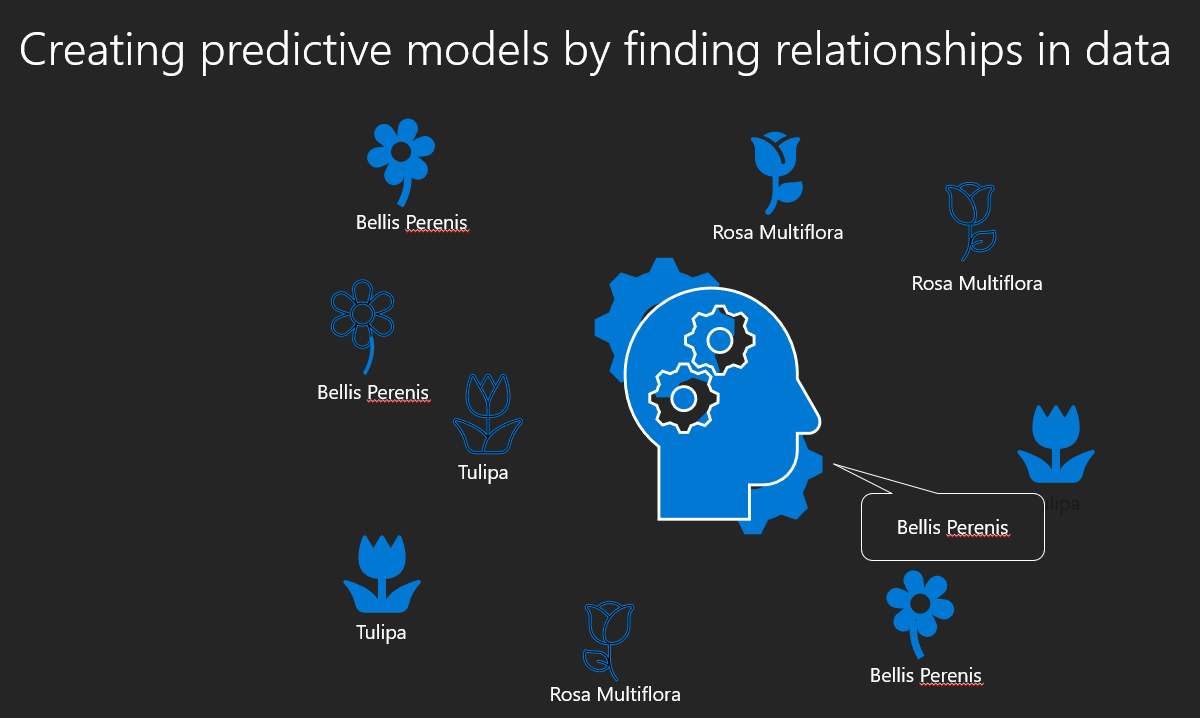 Creating predictive models by finding relationships in data
Bellis Perenis
Rosa Multiflora
Rosa Multiflora
Bellis Perenis
Tulipa
Bellis Perenis
Tulipa
Bellis Perenis
Rosa Multiflora